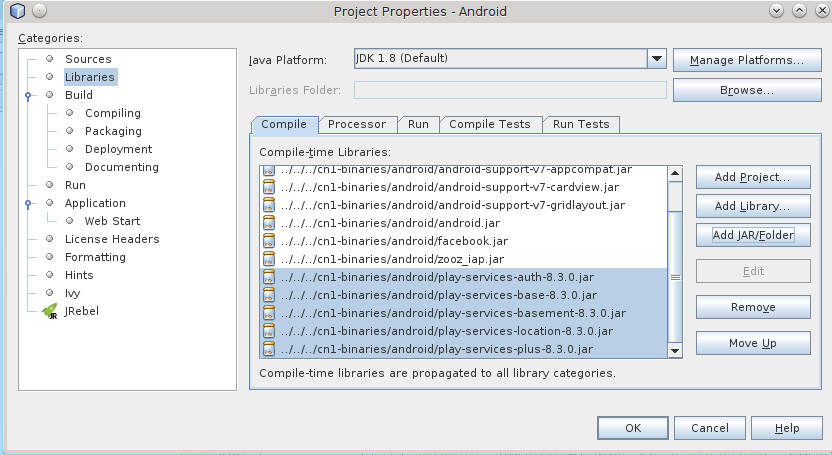 Project Properties - Android
Categories:
Sources
Libraries
Build
Compiling
Packaging
Deployment
Documenting
Run
Application
Web Start
License Headers
Formatting
Hints
Ivy
JRebel
Java Platform:
JDK 1.8 (Default)
Manage Platforms...
Libraries Folder:
Browse...
Compile
Processor
Run
Compile Tests
Run Tests
Compile-time Libraries:
../../../cn1-binaries/android/android-support-v7-appcompat.jar
../../../cn1-binaries/android/android-support-v7-cardview.jar
../../../cn1-binaries/android/android-support-v7-gridlayout.jar
../../../cn1-binaries/android/android.jar
../../../cn1-binaries/android/facebook.jar
../../../cn1-binaries/android/zooz_iap.jar
../../../cn1-binaries/android/play-services-auth-8.3.0.jar
../../../cn1-binaries/android/play-services-base-8.3.0.jar
../../../cn1-binaries/android/play-services-basement-8.3.0.jar
../../../cn1-binaries/android/play-services-location-8.3.0.jar
../../../cn1-binaries/android/play-services-plus-8.3.0.jar
Add Project...
Add Library...
Add JAR/Folder
Edit
Remove
Move Up
Compile-time libraries are propagated to all library categories.
OK
Cancel
Help